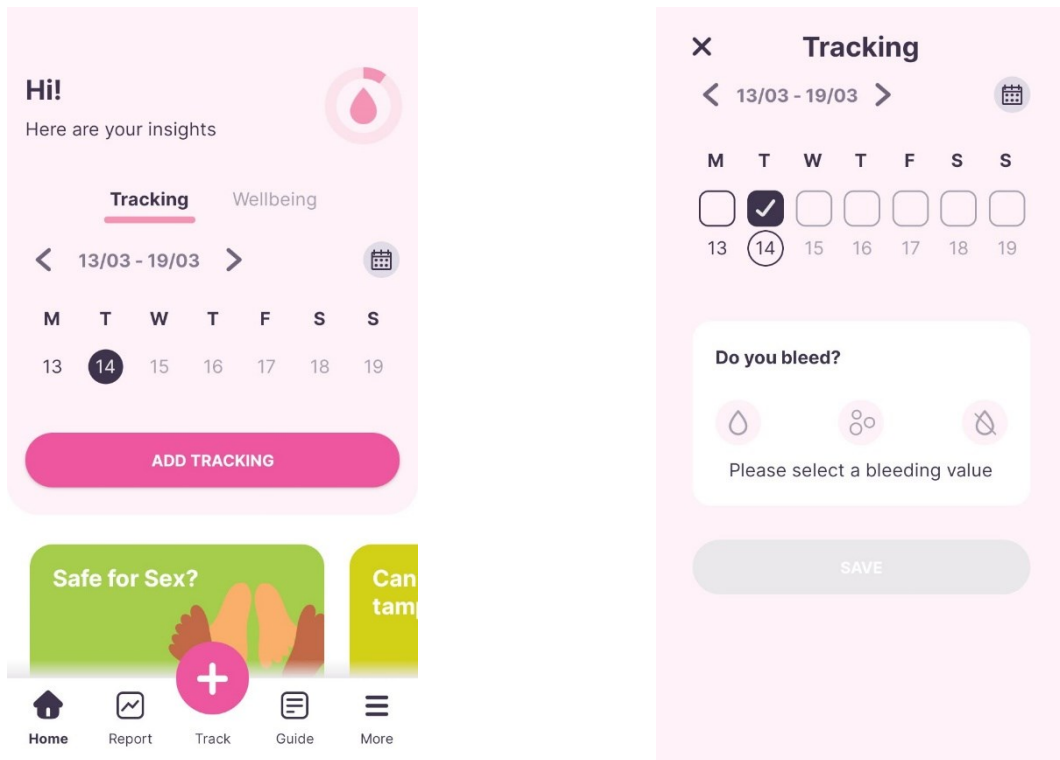 Hi!
Here are your insights
Tracking Wellbeing
13/03 - 19/03
M T W T F S S
13 14 15 16 17 18 19
ADD TRACKING
Safe for Sex?
Can
tam
Home Report Track Guide More
Tracking
13/03 - 19/03
M T W T F S S
13 14 15 16 17 18 19
Do you bleed?
Please select a bleeding value
SAVE